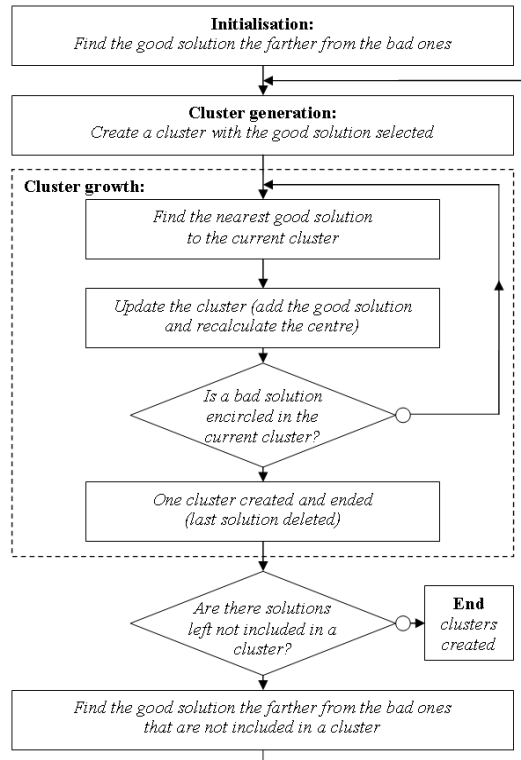 Initialisation:
Find the good solution the farther from the bad ones
Cluster generation:
Create a cluster with the good solution selected
Cluster growth:
Find the nearest good solution
to the current cluster
Update the cluster (add the good solution
and recalculate the centre)
Is a bad solution
encircled in the
current cluster?
One cluster created and ended
(last solution deleted)
Are there solutions
left not included in a
cluster?
End
clusters
created
Find the good solution the farther from the bad ones
that are not included in a cluster